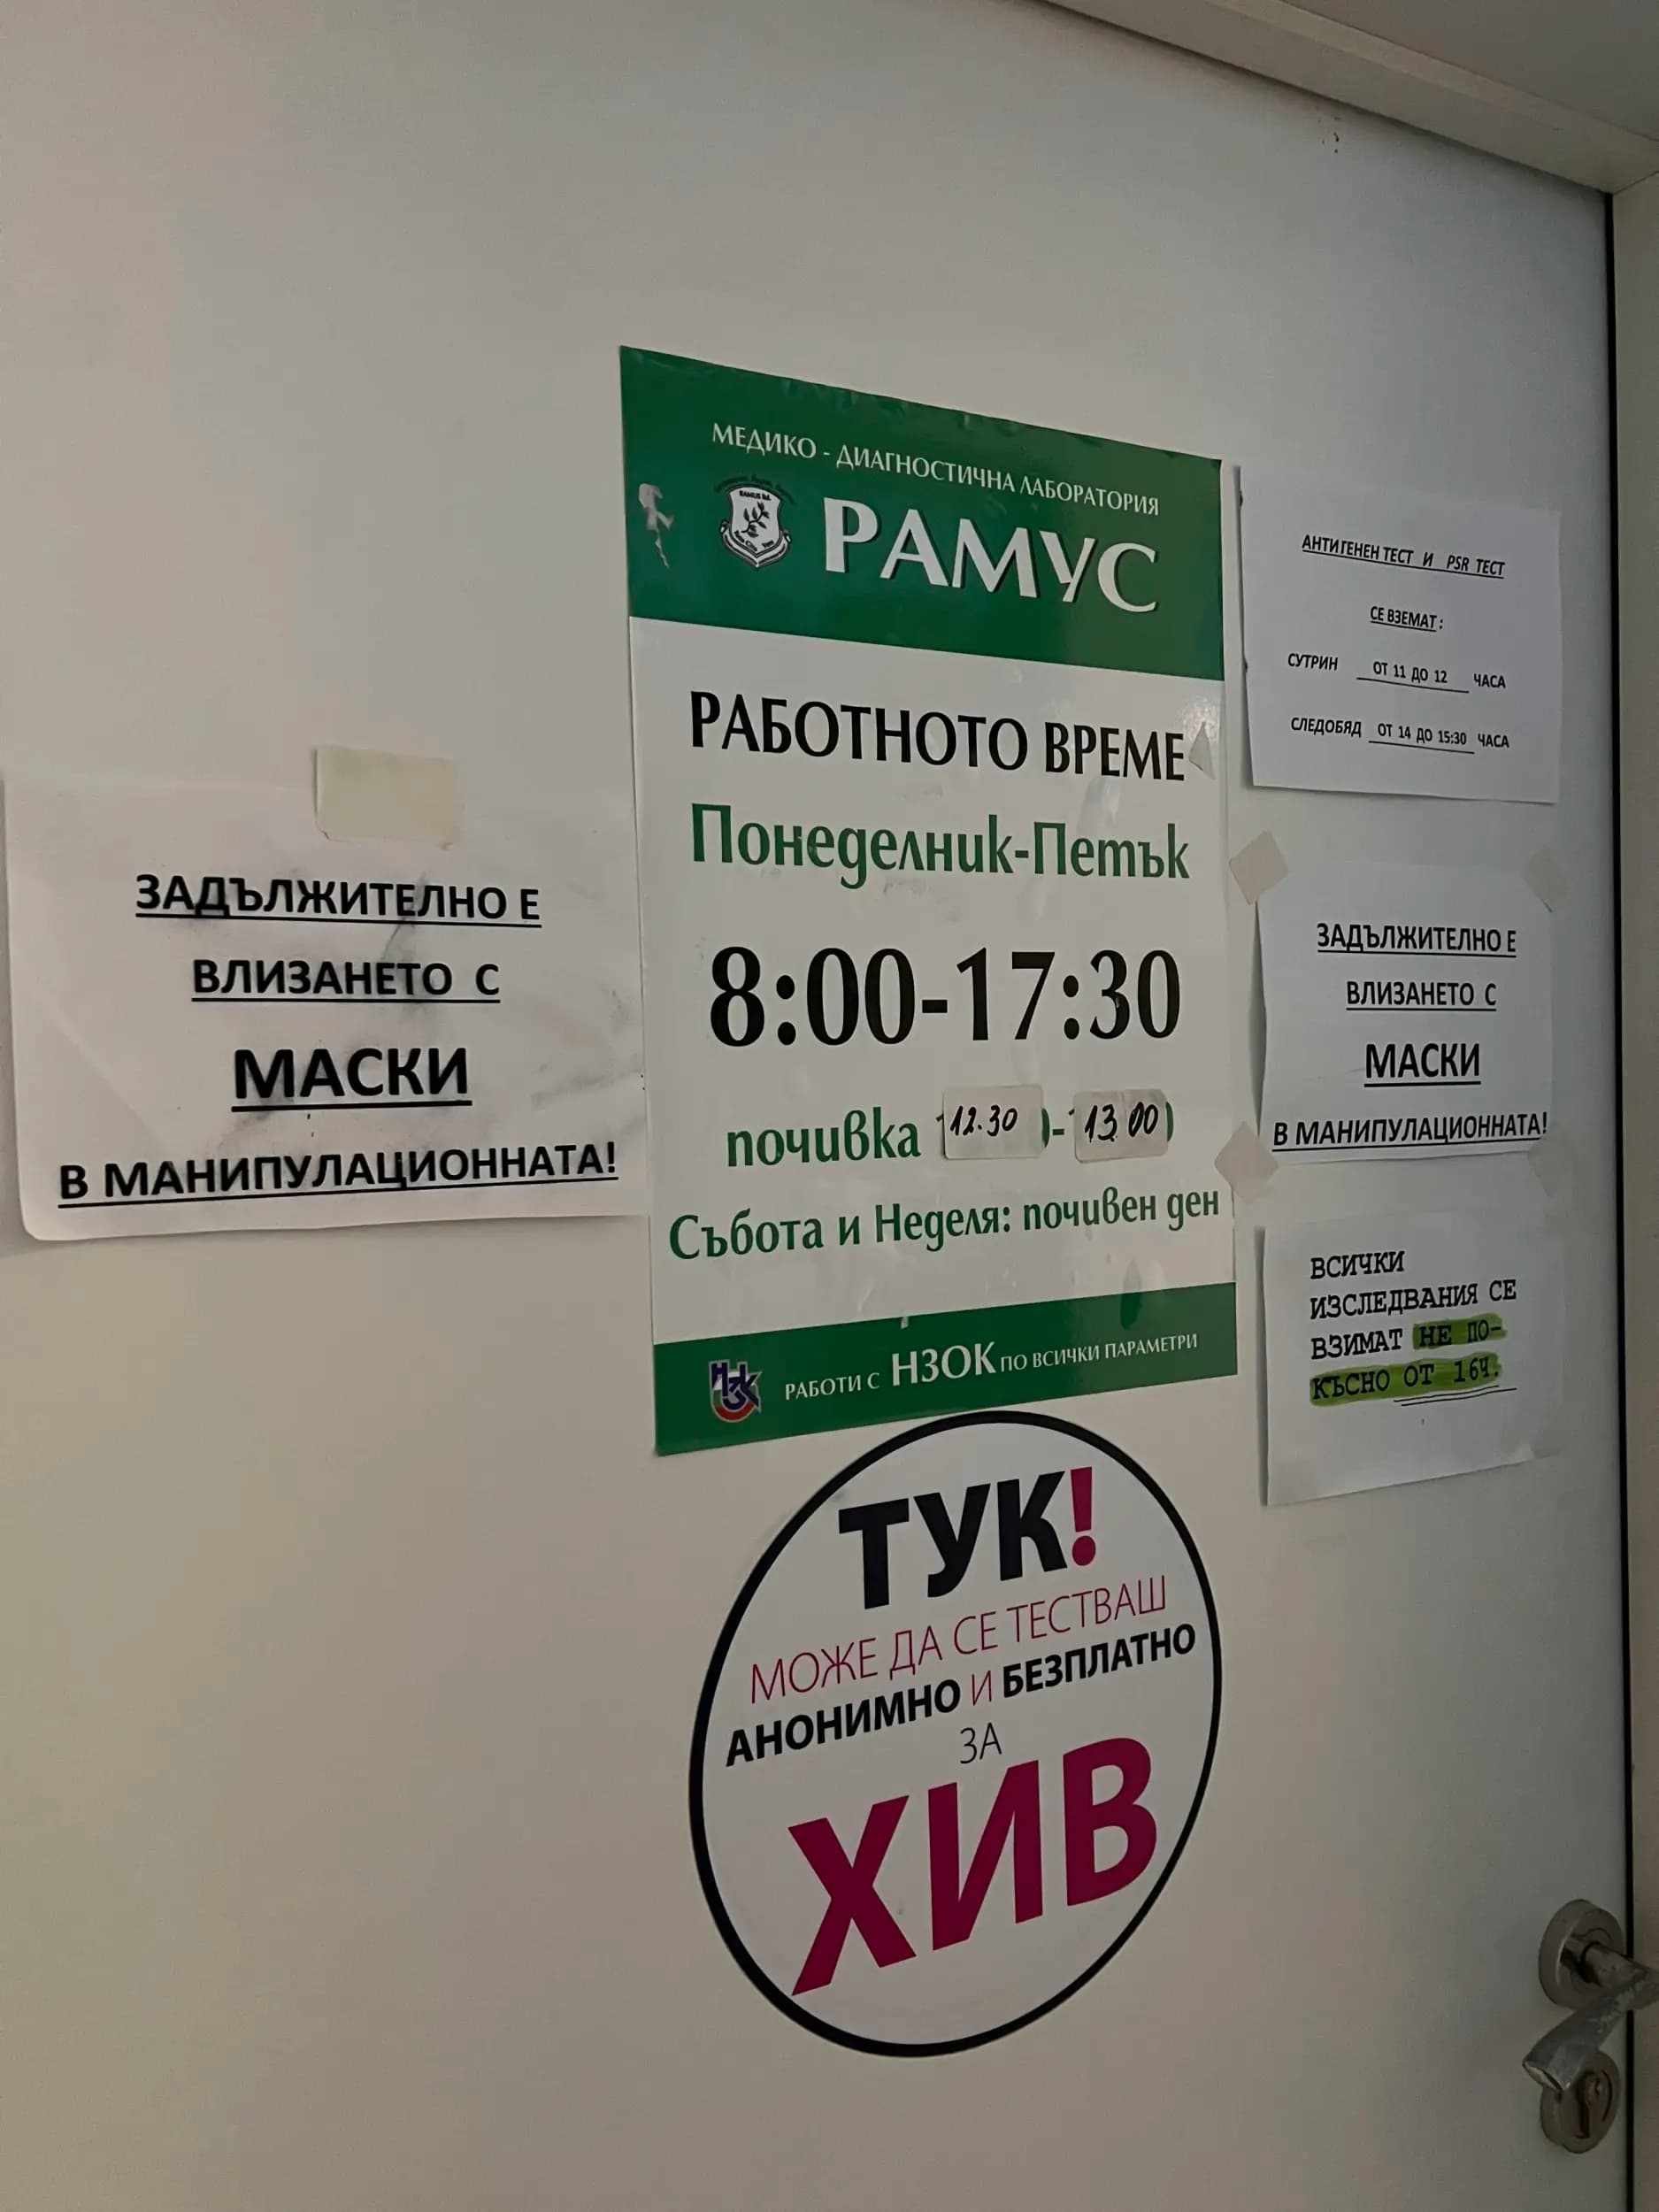 МЕДИКО - ДИАГНОСТИЧНА ЛАБОРАТОРИЯ
РАМУС
РАБОТНОТО ВРЕМЕ
Понеделник-Петък
8:00-17:30
почивка 12.30 - 13 00
Събота и Неделя: почивен ден
РАБОТИ С НЗОК ПО ВСИЧКИ ПАРАМЕТРИ
ЗАДЪЛЖИТЕЛНО Е
ВЛИЗАНЕТО С
МАСКИ
В МАНИПУЛАЦИОННАТА!
АНТИГЕНЕН ТЕСТ И PSR ТЕСТ
СЕ ВЗЕМАТ :
СУТРИН ОТ 11 ДО 12 ЧАСА
СЛЕДОБЯД ОТ 14 ДО 15:30 ЧАСА
ЗАДЪЛЖИТЕЛНО Е
ВЛИЗАНЕТО С
МАСКИ
В МАНИПУЛАЦИОННАТА!
ВСИЧКИ
ИЗСЛЕДВАНИЯ СЕ
ВЗИМАТ НЕ ПО-
КЪСНО ОТ 16Ч.
ТУК!
МОЖЕ ДА СЕ ТЕСТВАШ
АНОНИМНО И БЕЗПЛАТНО
ЗА
ХИВ